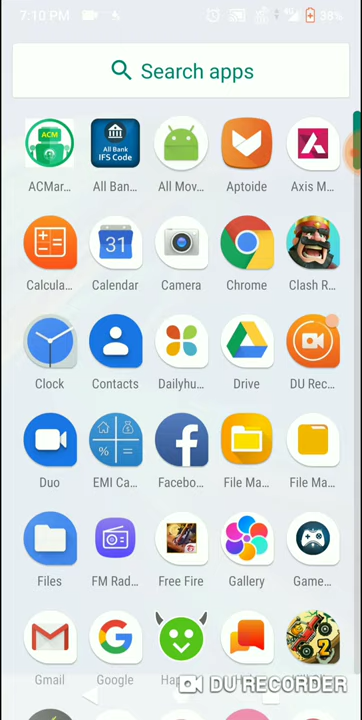 7:10 PM 38%
Search apps
ACM
All Bank
IFS Code
ACMar... All Ban... All Mov... Aptoide Axis M...
31
Calcula... Calendar Camera Chrome Clash R...
Clock Contacts Dailyhu... Drive DU Rec...
Duo EMI Ca... Facebo... File Ma... File Ma...
Files FM Rad... Free Fire Gallery Game...
2
Gmail Google
DU RECORDER